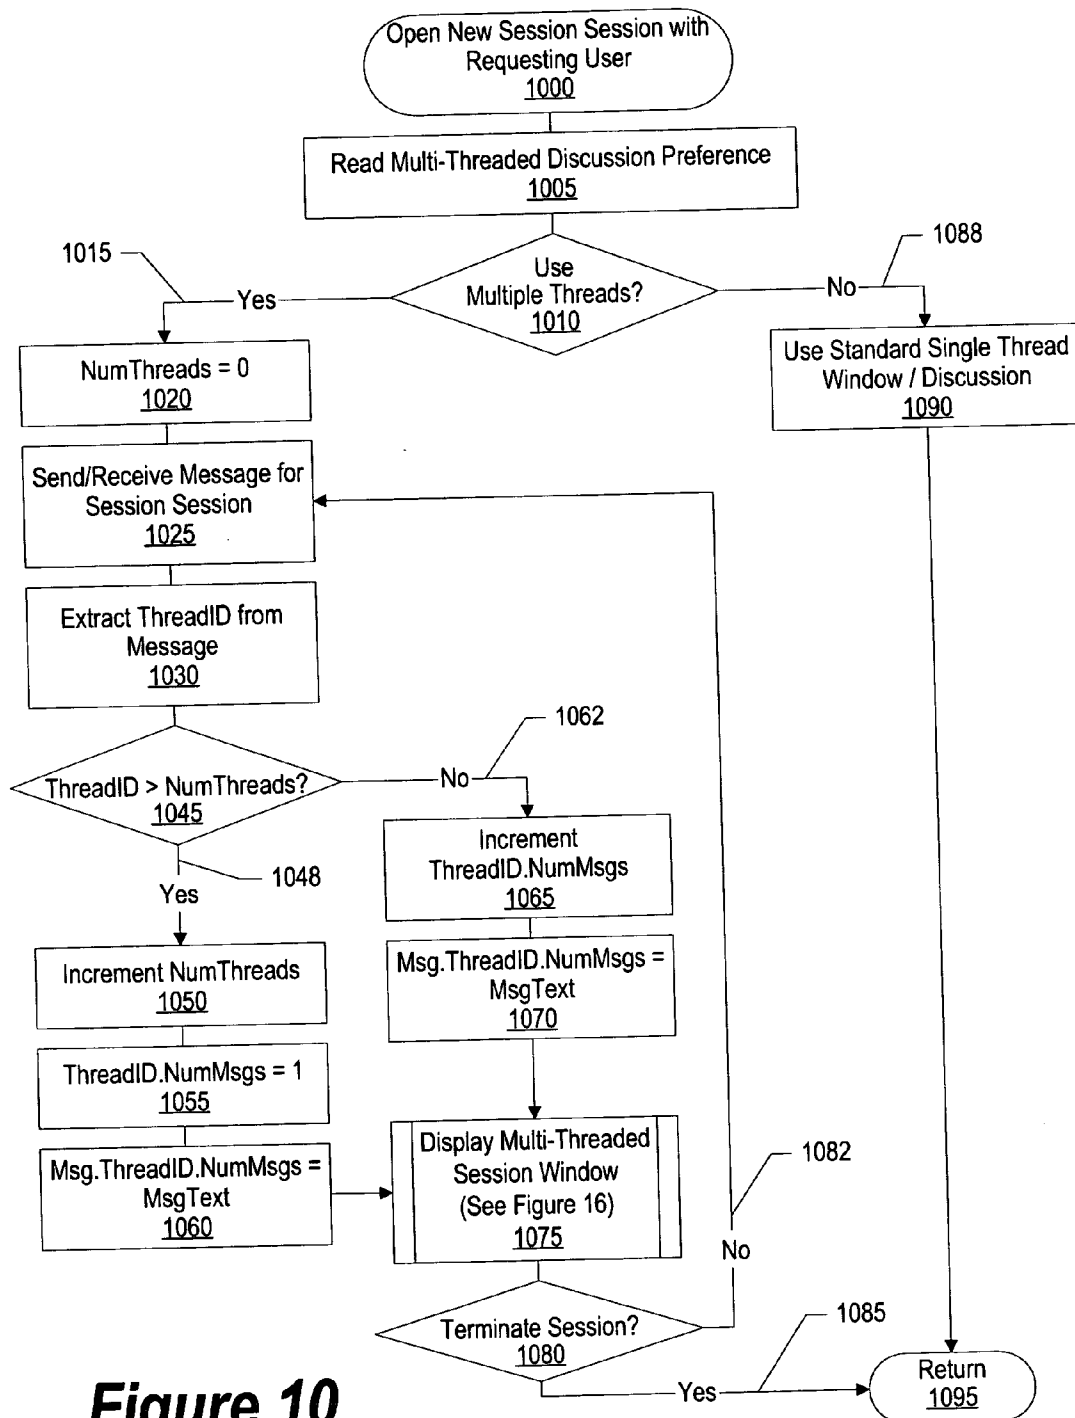 Open New Session Session with
Requesting User
1000
Read Multi-Threaded Discussion Preference
1005
Use
Multiple Threads?
1010
1015
Yes
No
1088
NumThreads = 0
1020
Use Standard Single Thread
Window / Discussion
1090
Send/Receive Message for
Session Session
1025
Extract ThreadID from
Message
1030
ThreadID > NumThreads?
1045
No
1062
1048
Yes
Increment
ThreadID.NumMsgs
1065
Increment NumThreads
1050
Msg.ThreadID.NumMsgs =
MsgText
1070
ThreadID.NumMsgs = 1
1055
Msg.ThreadID.NumMsgs =
MsgText
1060
Display Multi-Threaded
Session Window
(See Figure 16)
1075
1082
No
Terminate Session?
1080
1085
Yes
Return
1095
Figure 10